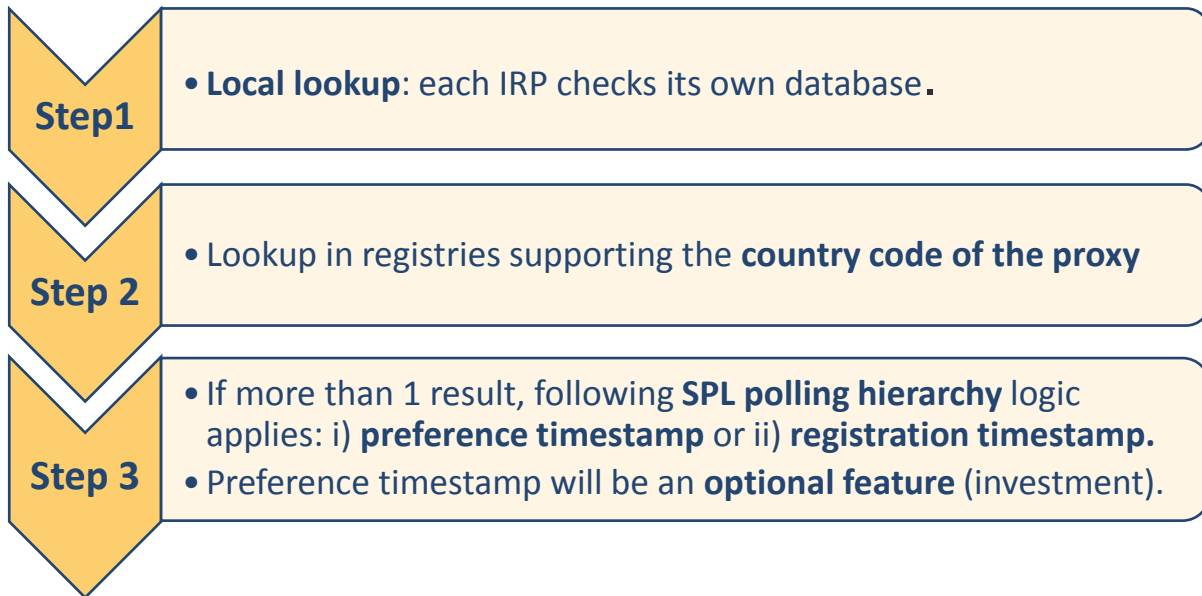 Step1
• Local lookup: each IRP checks its own database.
Step 2
• Lookup in registries supporting the country code of the proxy
Step 3
• If more than 1 result, following SPL polling hierarchy logic
applies: i) preference timestamp or ii) registration timestamp.
• Preference timestamp will be an optional feature (investment).